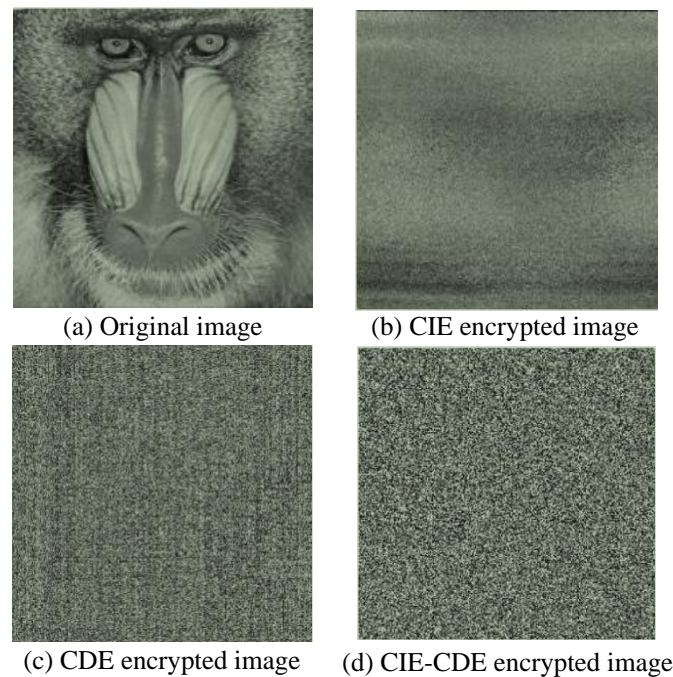 (a) Original image
(b) CIE encrypted image
(c) CDE encrypted image
(d) CIE-CDE encrypted image